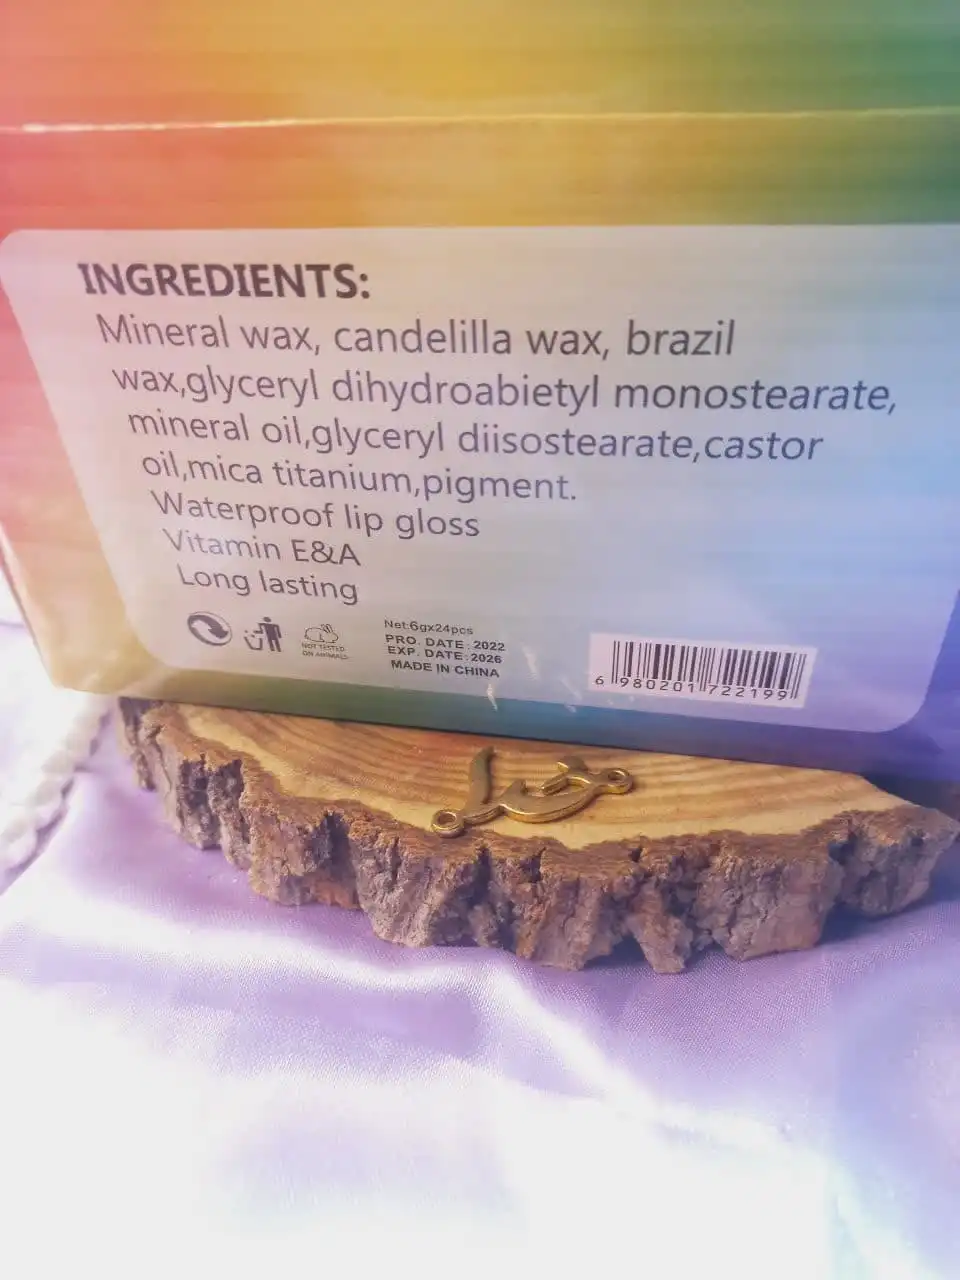 INGREDIENTS:
Mineral wax, candelilla wax, brazil
wax,glyceryl dihydroabietyl monostearate,
mineral oil,glyceryl diisostearate,castor
oil,mica titanium,pigment.
Waterproof lip gloss
Vitamin E&A
Long lasting
NOT TESTED
ON ANIMALS
Net:6gx24pcs
PRO. DATE:2022
EXP. DATE:2026
MADE IN CHINA
6 980201 722199
خدا